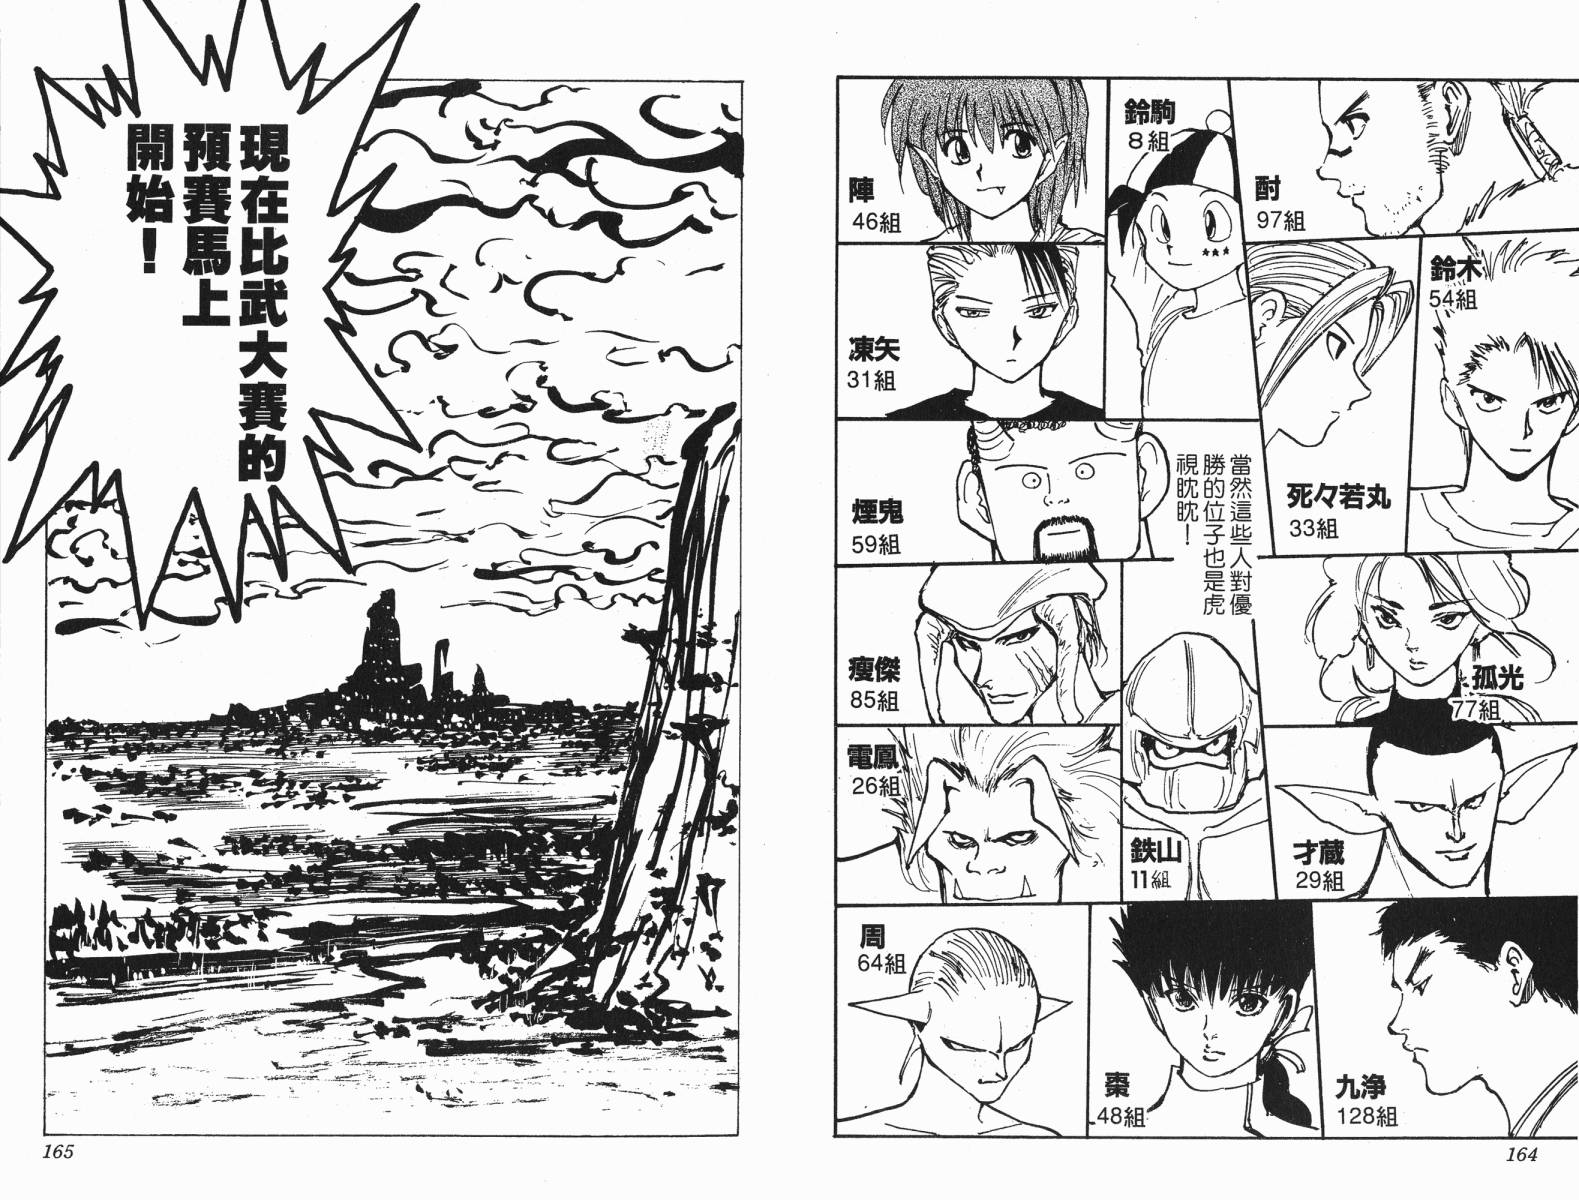 酎
97組
鈴駒
8組
陣
46組
鈴木
54組
死々若丸
33組
凍矢
31組
當然這些人對優
勝的位子也是虎
視眈眈！
煙鬼
59組
孤光
77組
痩傑
85組
才蔵
29組
鉄山
11組
電鳳
26組
九浄
128組
棗
48組
周
64組
164
現在比武大賽的
預賽馬上
開始！
165